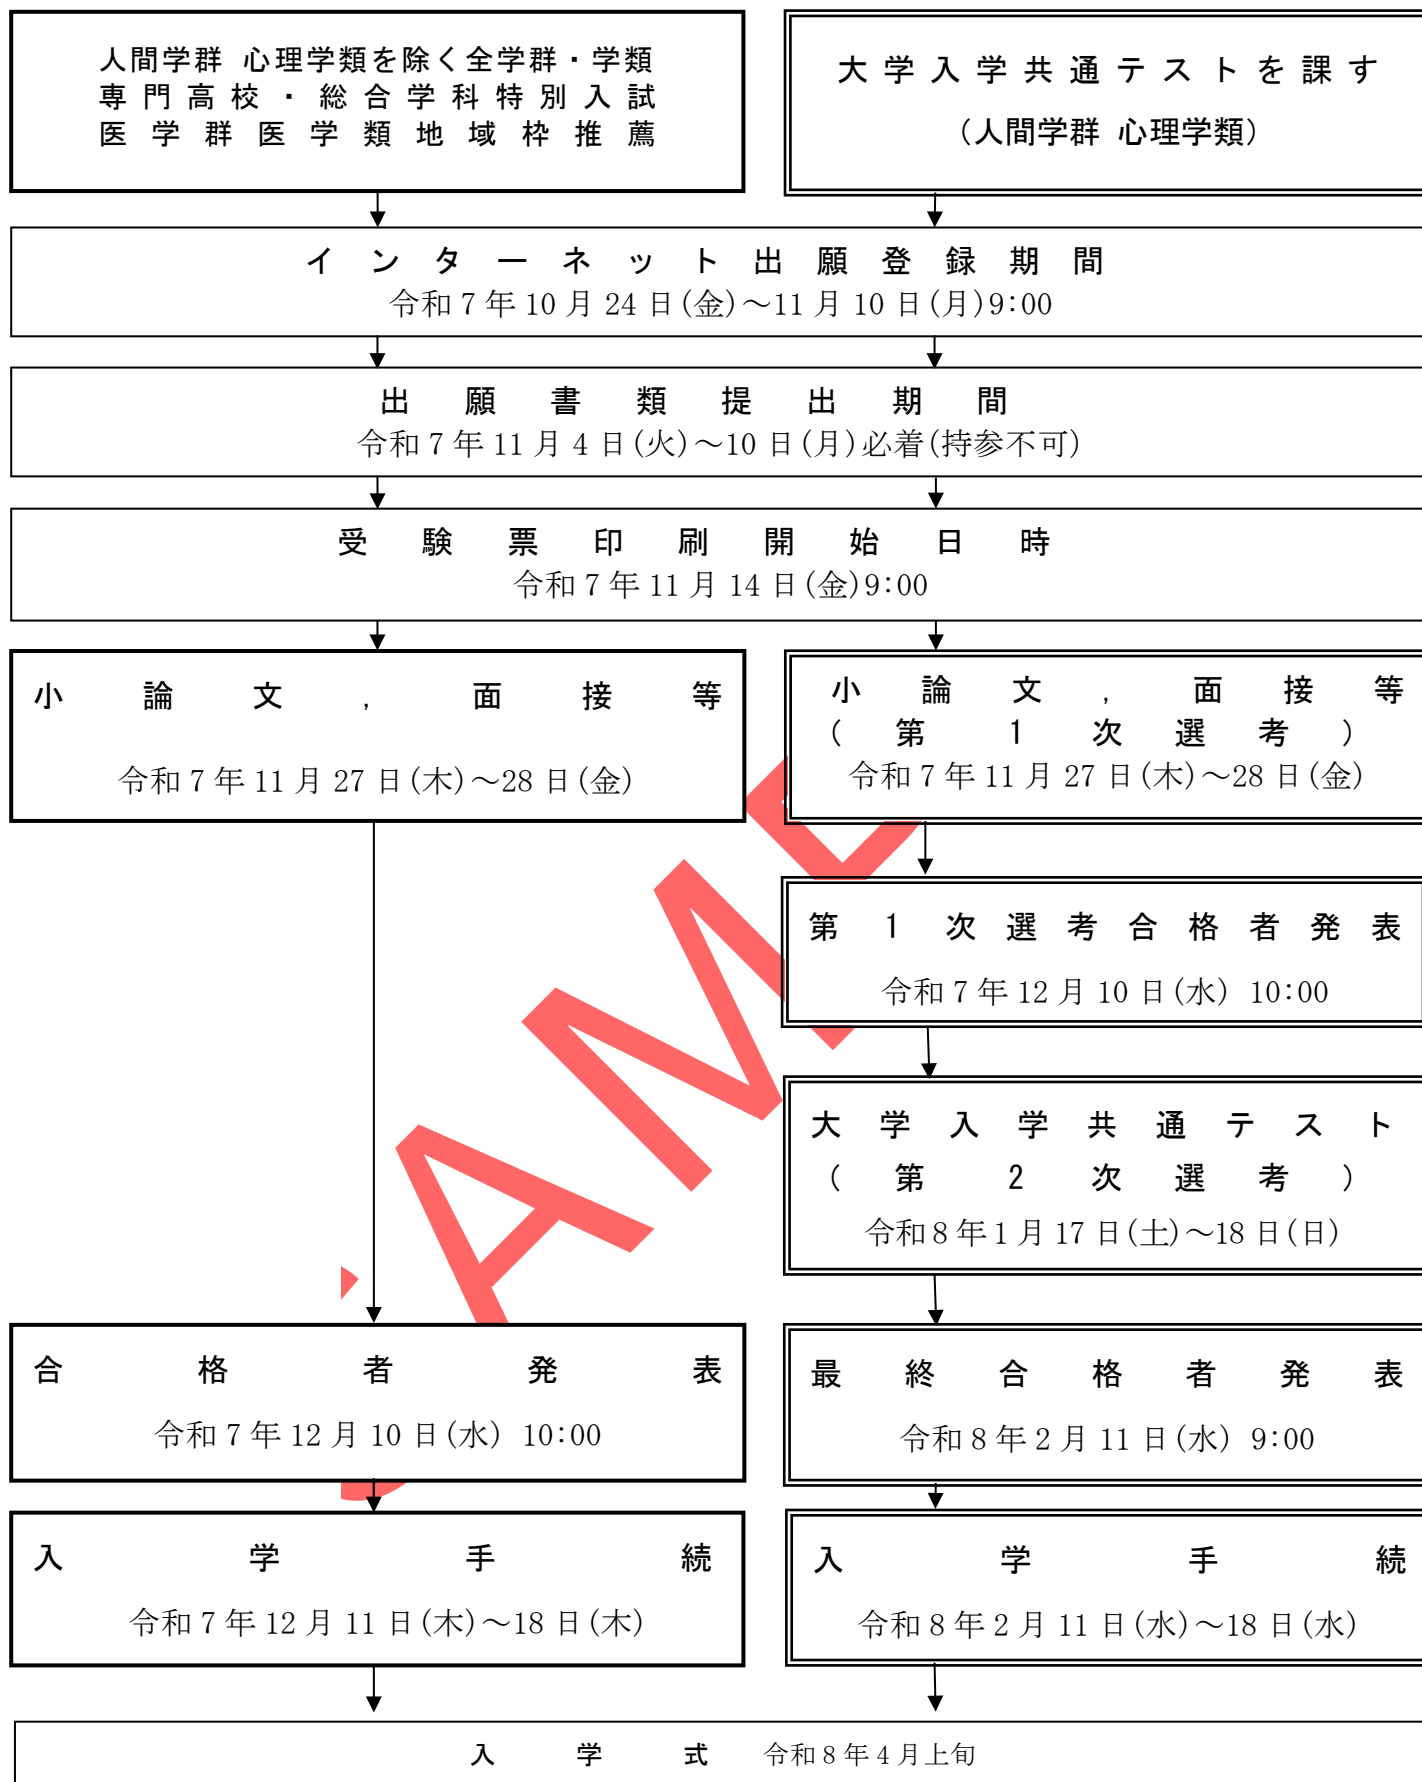 人間学群 心理学類を除く全学群・学類
専門高校・総合学科特別入試
医学群医学類地域枠推薦
大学入学共通テストを課す
(人間学群 心理学類)
インターネット出願登録期間
令和7年10月24日(金)～11月10日(月)9:00
出願書類提出期間
令和7年11月4日(火)～10日(月)必着(持参不可)
受験票印刷開始日時
令和7年11月14日(金)9:00
小論文,面接等
令和7年11月27日(木)～28日(金)
小論文,面接等
(第1次選考)
令和7年11月27日(木)～28日(金)
第1次選考合格者発表
令和7年12月10日(水) 10:00
大学入学共通テスト
(第2次選考)
令和8年1月17日(土)～18日(日)
合格者発表
令和7年12月10日(水) 10:00
最終合格者発表
令和8年2月11日(水) 9:00
入学手続
令和7年12月11日(木)～18日(木)
入学手続
令和8年2月11日(水)～18日(水)
入学式 令和8年4月上旬